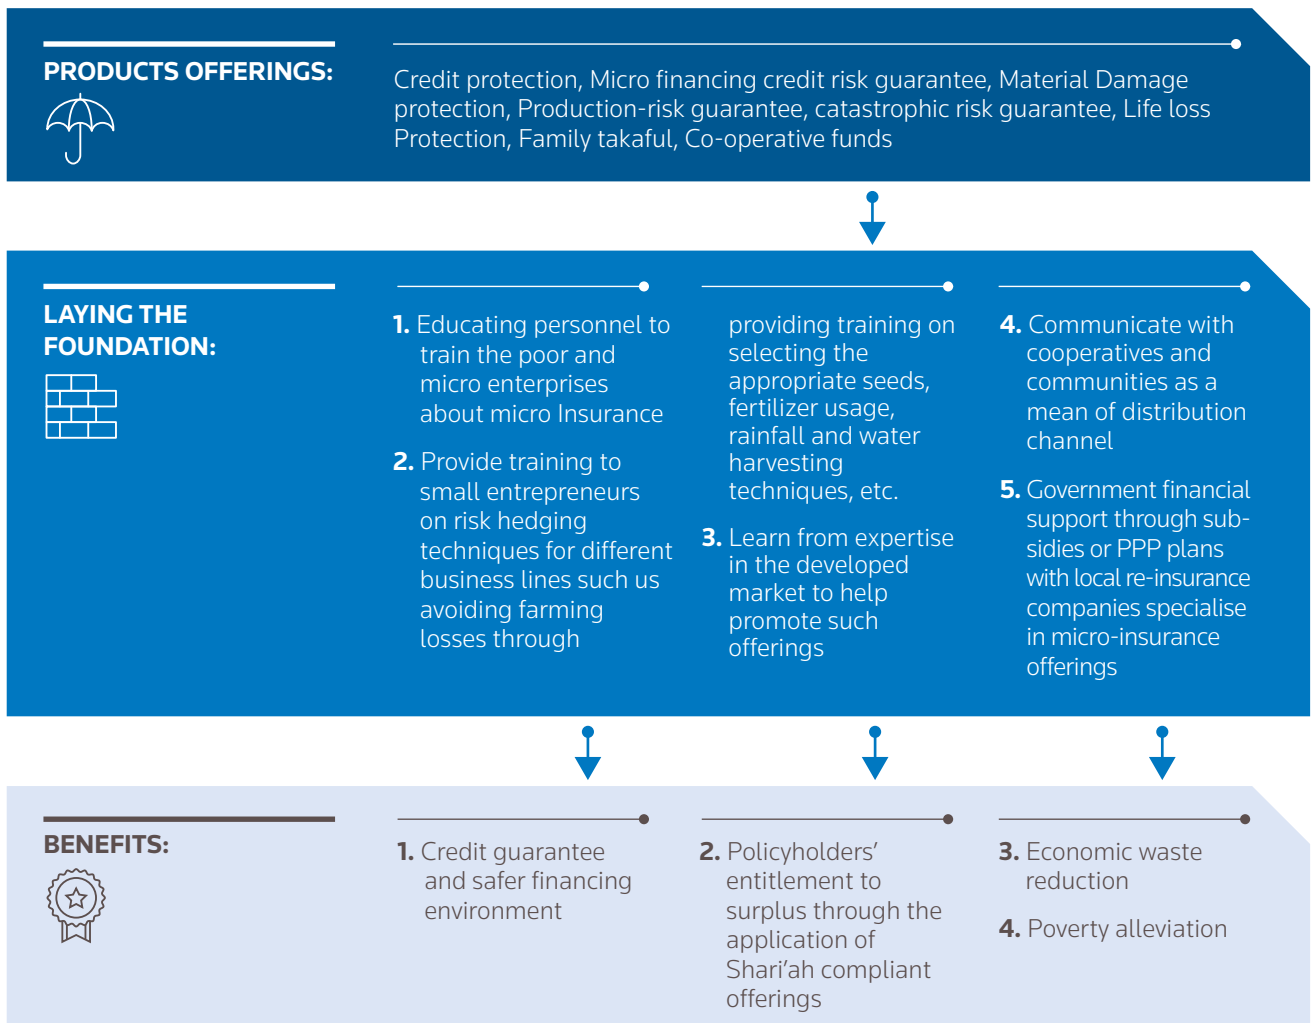 PRODUCTS OFFERINGS:
Credit protection, Micro financing credit risk guarantee, Material Damage
protection, Production-risk guarantee, catastrophic risk guarantee, Life loss
Protection, Family takaful, Co-operative funds
LAYING THE
FOUNDATION:
1. Educating personnel to
train the poor and
micro enterprises
about micro Insurance
2. Provide training to
small entrepreneurs
on risk hedging
techniques for different
business lines such us
avoiding farming
losses through
providing training on
selecting the
appropriate seeds,
fertilizer usage,
rainfall and water
harvesting
techniques, etc.
3. Learn from expertise
in the developed
market to help
promote such
offerings
4. Communicate with
cooperatives and
communities as a
mean of distribution
channel
5. Government financial
support through sub-
sidies or PPP plans
with local re-insurance
companies specialise
in micro-insurance
offerings
BENEFITS:
1. Credit guarantee
and safer financing
environment
2. Policyholders’
entitlement to
surplus through the
application of
Shari’ah compliant
offerings
3. Economic waste
reduction
4. Poverty alleviation